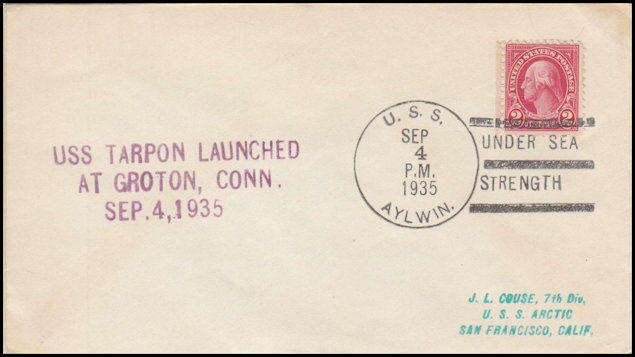 UNITED STATES POSTAGE
2 2
USS TARPON LAUNCHED
AT GROTON, CONN.
SEP.4,1935
U. S. S.
SEP
4
P.M.
1935
AYLWIN.
UNDER SEA
STRENGTH
J. L. COUSE, 7th Div,
U. S. S. ARCTIC
SAN FRANCISCO, CALIF.